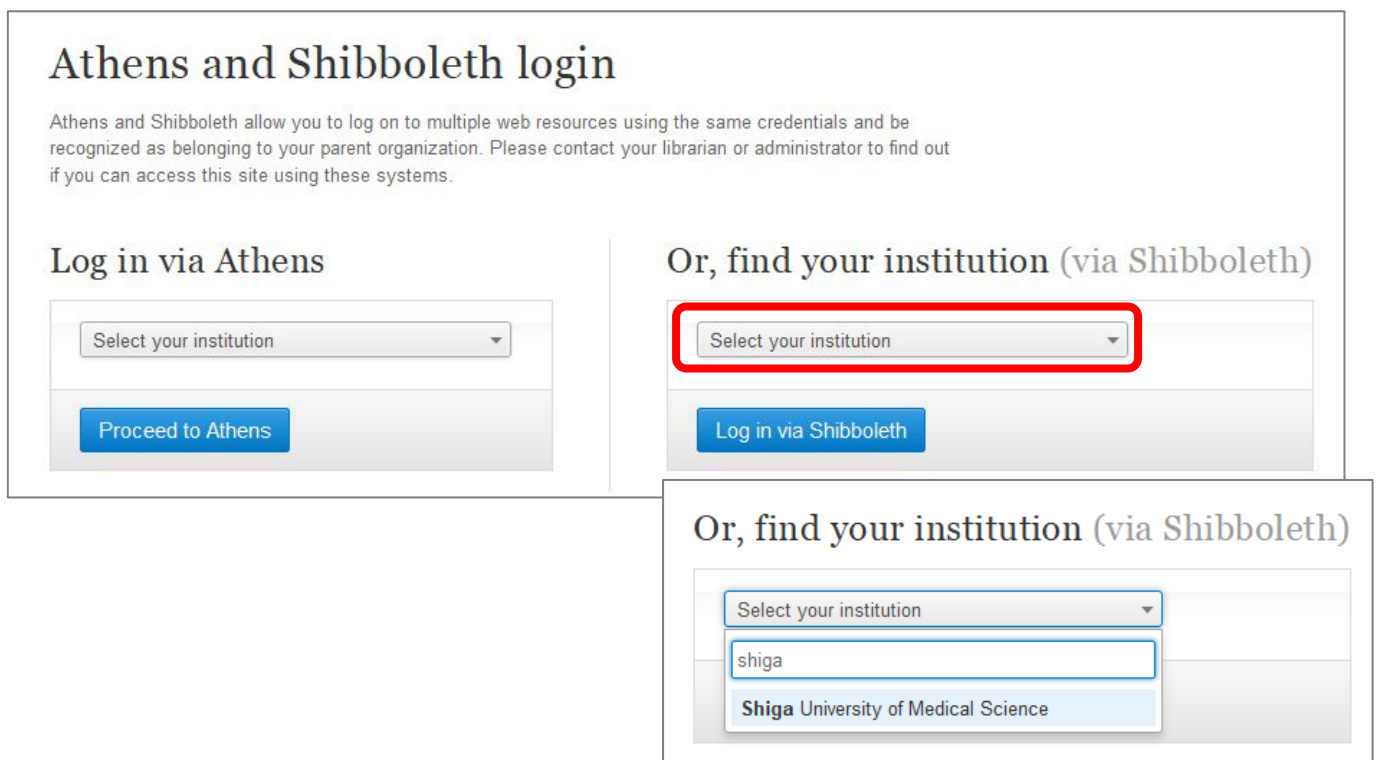 Athens and Shibboleth login
Athens and Shibboleth allow you to log on to multiple web resources using the same credentials and be
recognized as belonging to your parent organization. Please contact your librarian or administrator to find out
if you can access this site using these systems.
Log in via Athens
Select your institution
Proceed to Athens
Or, find your institution (via Shibboleth)
Select your institution
Log in via Shibboleth
Or, find your institution (via Shibboleth)
Select your institution
shiga
Shiga University of Medical Science